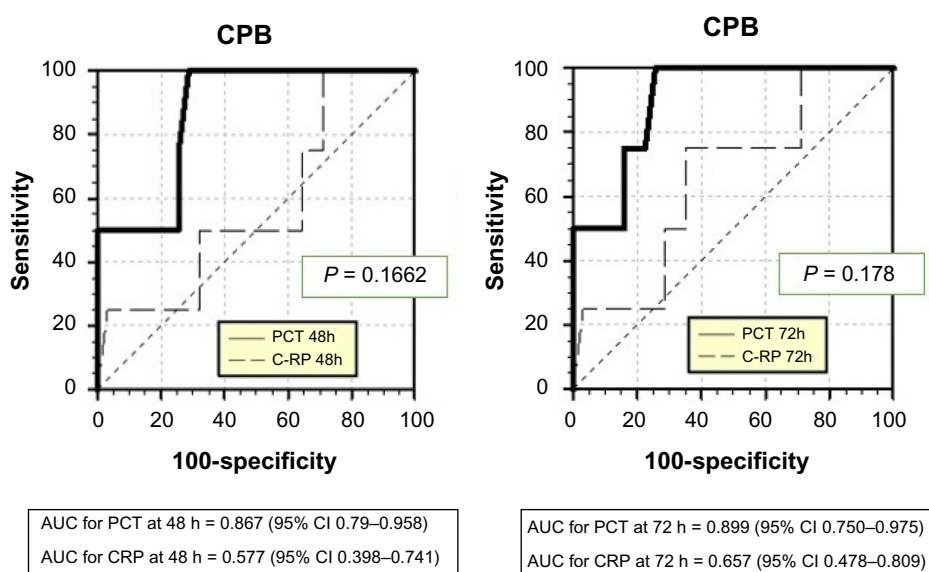 CPB
100
80
60
40
20
0
Sensitivity
P = 0.1662
PCT 48h
C-RP 48h
0 20 40 60 80 100
100-specificity
AUC for PCT at 48 h = 0.867 (95% CI 0.79–0.958)
AUC for CRP at 48 h = 0.577 (95% CI 0.398–0.741)
CPB
100
80
60
40
20
0
Sensitivity
P = 0.178
PCT 72h
C-RP 72h
0 20 40 60 80 100
100-specificity
AUC for PCT at 72 h = 0.899 (95% CI 0.750–0.975)
AUC for CRP at 72 h = 0.657 (95% CI 0.478–0.809)